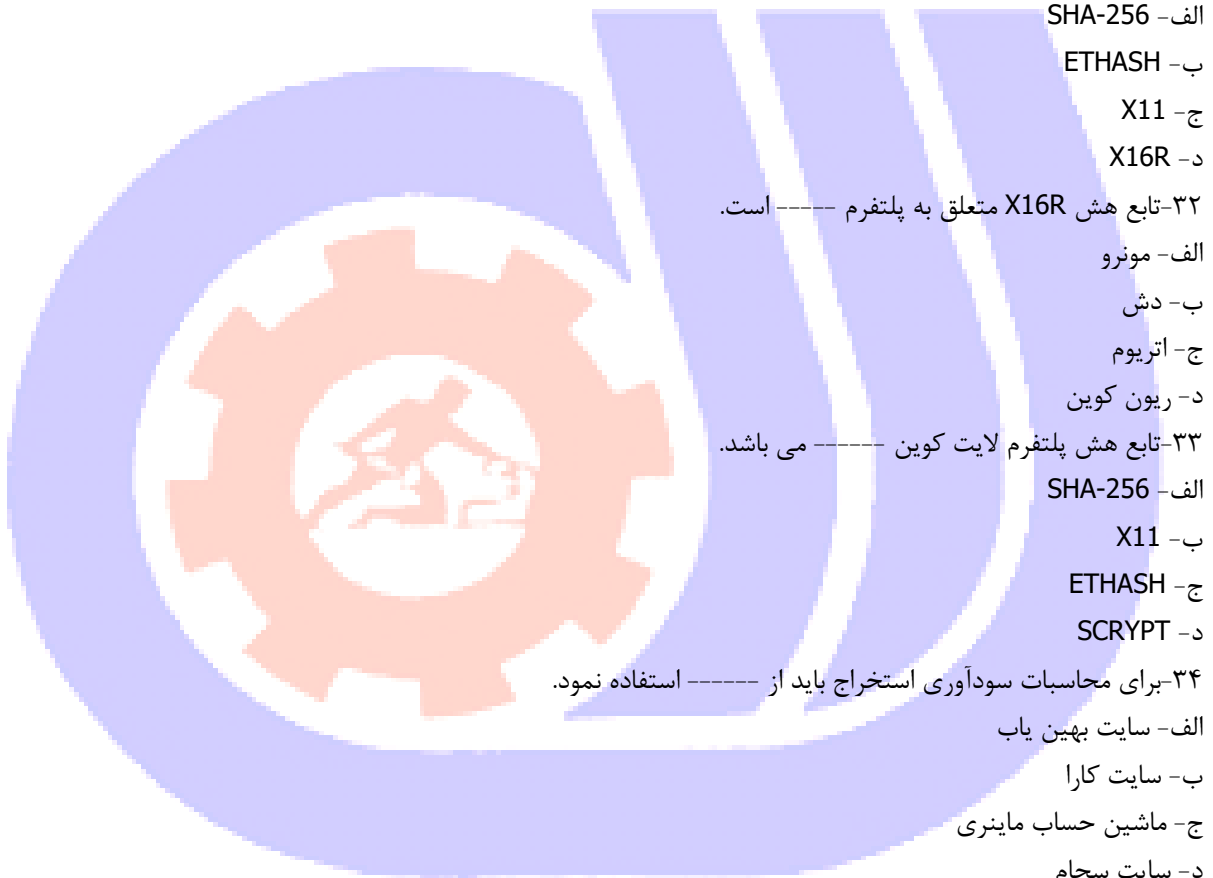 الف- SHA-256
ب- ETHASH
ج- X11
د- X16R
۳۲-تابع هش X16R متعلق به پلتفرم ----- است.
الف- مونرو
ب- دش
ج- اتریوم
د- ریون کوین
۳۳-تابع هش پلتفرم لایت کوین ------ می باشد.
الف- SHA-256
ب- X11
ج- ETHASH
د- SCRYPT
۳۴-برای محاسبات سودآوری استخراج باید از ------ استفاده نمود.
الف- سایت بهین یاب
ب- سایت کارا
ج- ماشین حساب ماینری
د- سایت سجام